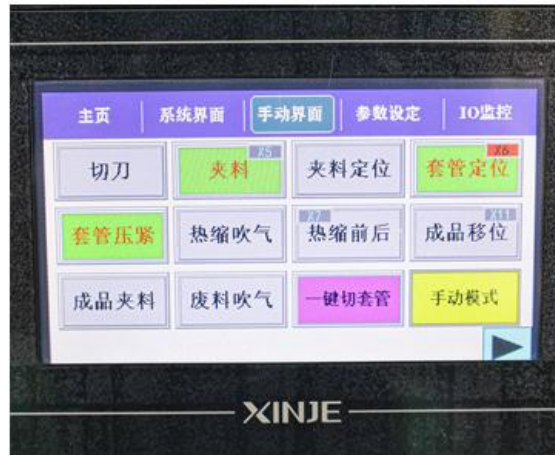 主页 系统界面 手动界面 参数设定 IO监控
切刀 夹料 X5 夹料定位 套管定位 X6
套管压紧 热缩吹气 X7 热缩前后 成品移位 X11
成品夹料 废料吹气 一键切套管 手动模式
XINJE